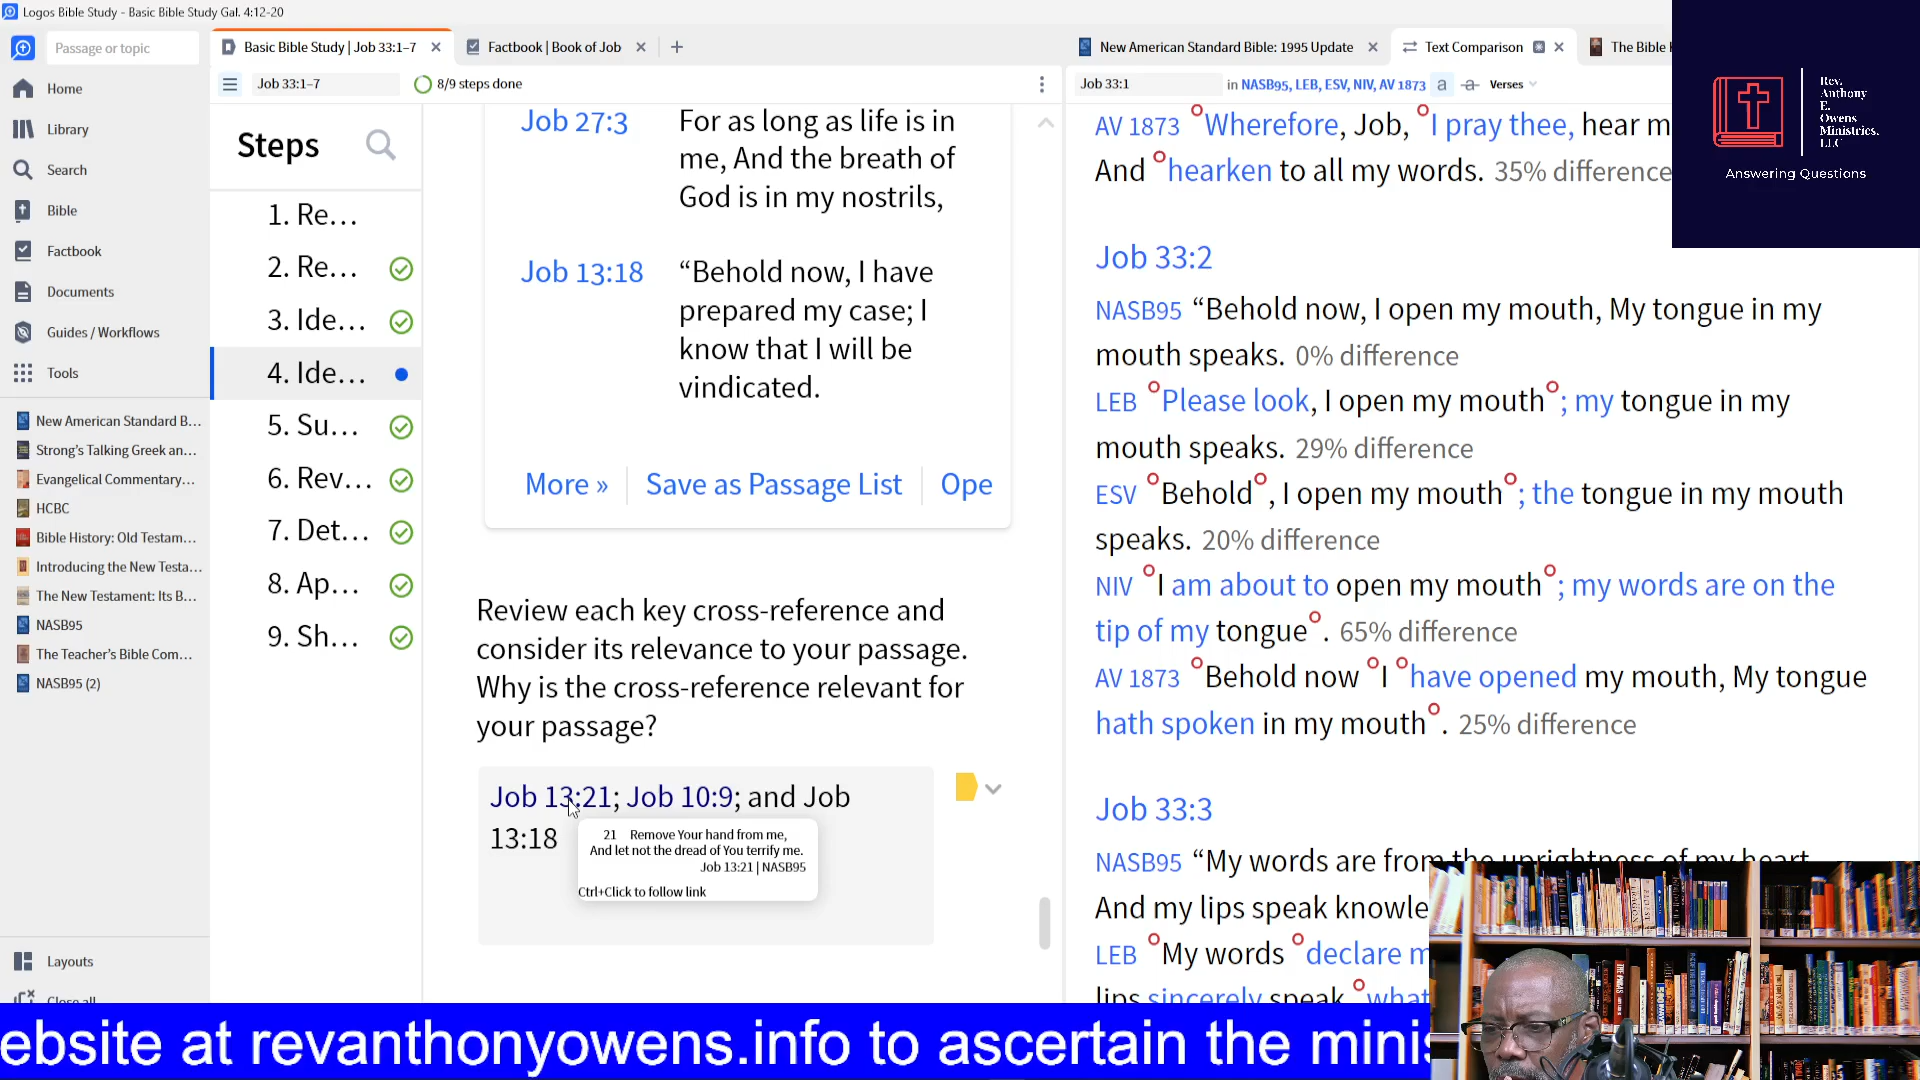 Logos Bible Study - Basic Bible Study Gal. 4:12-20
Passage or topic
Home
Library
Search
Bible
Factbook
Documents
Guides / Workflows
Tools
New American Standard B...
Strong's Talking Greek an...
Evangelical Commentary...
HCBC
Bible History: Old Testam...
Introducing the New Testa...
The New Testament: Its B...
NASB95
The Teacher's Bible Com...
NASB95 (2)
Layouts
Close all
Basic Bible Study | Job 33:1–7
Factbook | Book of Job
Job 33:1–7
8/9 steps done
Steps
1. Re...
2. Re...
3. Ide...
4. Ide...
5. Su...
6. Rev...
7. Det...
8. Ap...
9. Sh...
Job 27:3
For as long as life is in
me, And the breath of
God is in my nostrils,
Job 13:18
“Behold now, I have
prepared my case; I
know that I will be
vindicated.
More »
Save as Passage List
Ope
Review each key cross-reference and
consider its relevance to your passage.
Why is the cross-reference relevant for
your passage?
Job 13:21; Job 10:9; and Job
13:18
21 Remove Your hand from me,
And let not the dread of You terrify me.
Job 13:21 | NASB95
Ctrl+Click to follow link
New American Standard Bible: 1995 Update
Text Comparison
The Bible
Job 33:1
in NASB95, LEB, ESV, NIV, AV 1873
a
a
Verses
AV 1873 Wherefore, Job, I pray thee, hear m
And hearken to all my words. 35% difference
Job 33:2
NASB95 “Behold now, I open my mouth, My tongue in my
mouth speaks. 0% difference
LEB Please look, I open my mouth; my tongue in my
mouth speaks. 29% difference
ESV Behold, I open my mouth; the tongue in my mouth
speaks. 20% difference
NIV I am about to open my mouth; my words are on the
tip of my tongue. 65% difference
AV 1873 Behold now I have opened my mouth, My tongue
hath spoken in my mouth. 25% difference
Job 33:3
NASB95 “My words are from the uprightness of my heart,
And my lips speak knowle
LEB My words declare m
lips sincerely speak what
Rev.
Anthony
E.
Owens
Ministries,
LLC
Answering Questions
ebsite at revanthonyowens.info to ascertain the minis